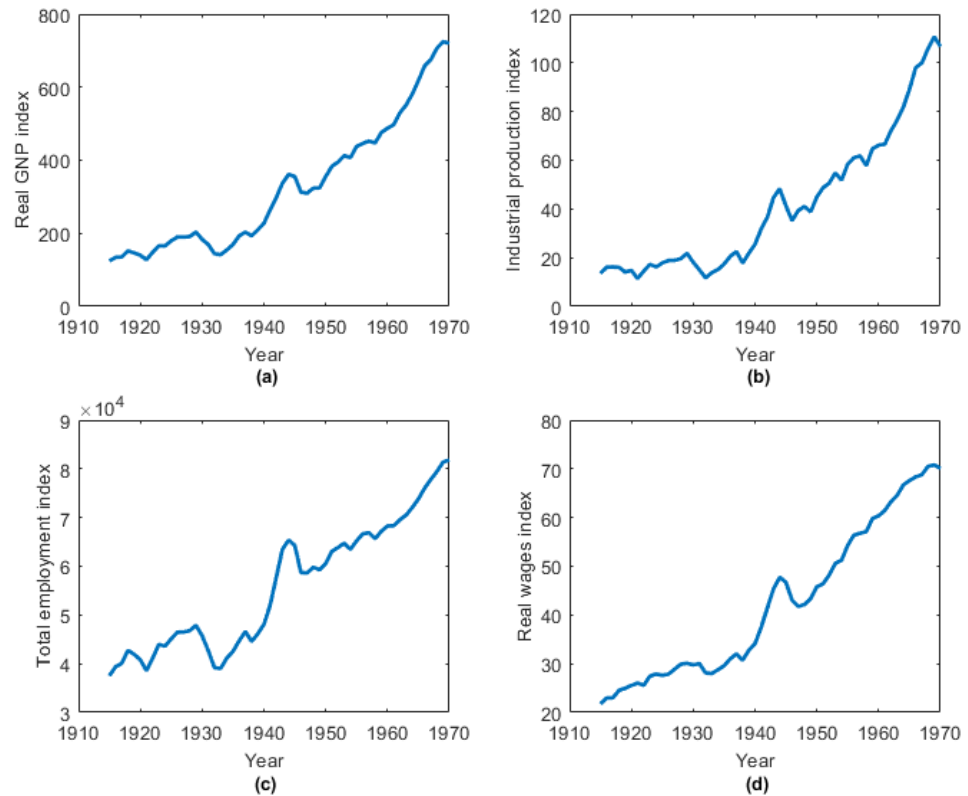 800
600
400
200
0
Real GNP index
1910 1920 1930 1940 1950 1960 1970
Year
(a)
120
100
80
60
40
20
0
Industrial production index
1910 1920 1930 1940 1950 1960 1970
Year
(b)
× 10^4
9
8
7
6
5
4
3
Total employment index
1910 1920 1930 1940 1950 1960 1970
Year
(c)
80
70
60
50
40
30
20
Real wages index
1910 1920 1930 1940 1950 1960 1970
Year
(d)